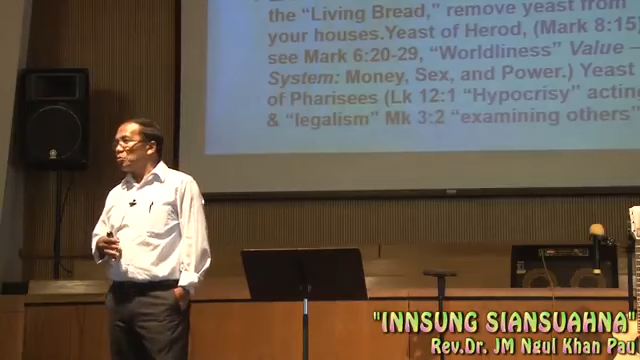 the "Living Bread," remove yeast from
your houses.Yeast of Herod, (Mark 8:15
see Mark 6:20-29, "Worldliness" Value –
System: Money, Sex, and Power.) Yeast
of Pharisees (Lk 12:1 "Hypocrisy" acting
& "legalism" Mk 3:2 "examining others"
"INNSUNG SIANSUAHNA"
Rev.Dr. JM Ngul Khan Pau